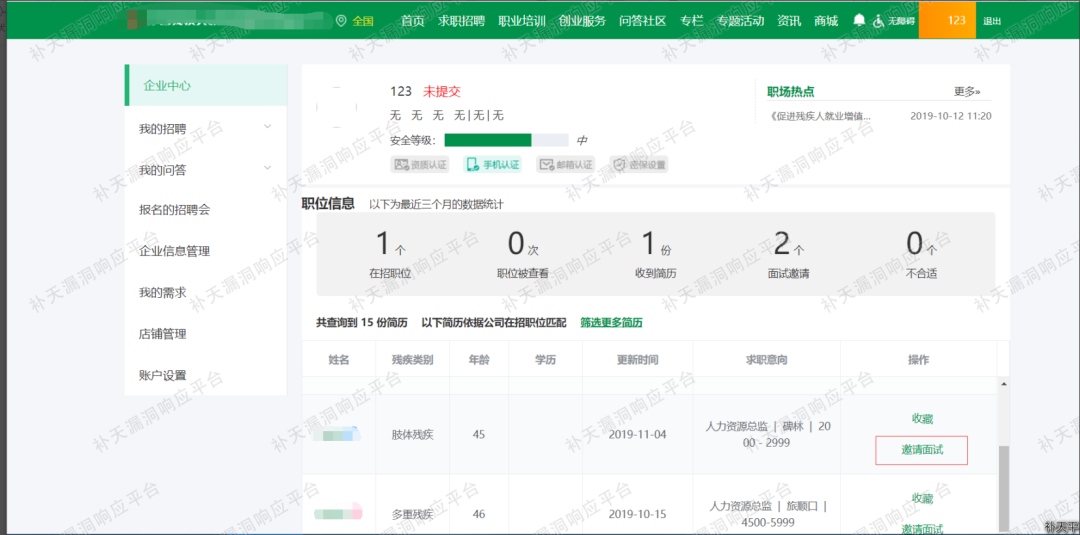 全国 首页 求职招聘 职业培训 创业服务 问答社区 专栏 专题活动 资讯 商城 无障碍 123 退出
企业中心
我的招聘
我的问答
报名的招聘会
企业信息管理
我的需求
店铺管理
账户设置
123 未提交
无 无 无 无 | 无 | 无
安全等级： 中
资质认证 手机认证 邮箱认证 密保设置
职场热点 更多»
《促进残疾人就业增值... 2019-10-12 11:20
职位信息 以下为最近三个月的数据统计
1 个 0 次 1 份 2 个 0 个
在招职位 职位被查看 收到简历 面试邀请 不合适
共查询到 15 份简历 以下简历依据公司在招职位匹配 筛选更多简历
姓名 残疾类别 年龄 学历 更新时间 求职意向 操作
肢体残疾 45 2019-11-04 人力资源总监 | 碑林 | 20
00 - 2999
收藏
邀请面试
多重残疾 46 2019-10-15 人力资源总监 | 旅顺口 |
4500-5999
收藏
邀请面试
补天漏洞响应平台